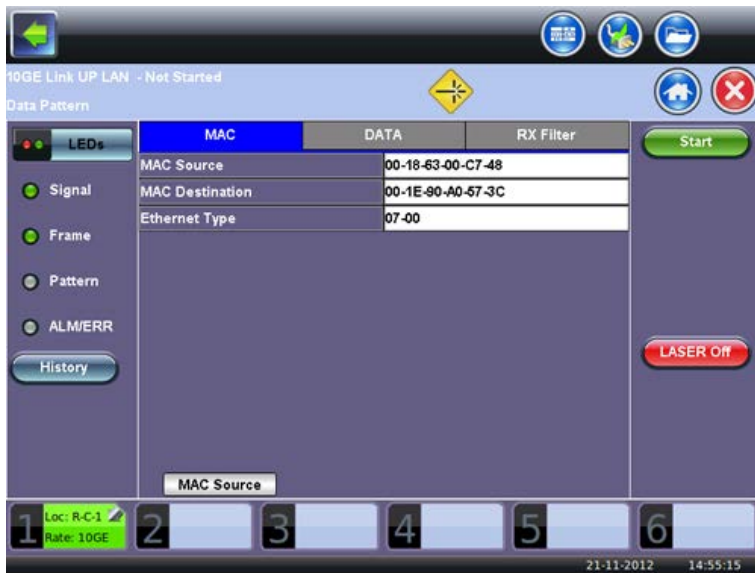 10GE Link UP LAN - Not Started
Data Pattern
LEDs
Signal
Frame
Pattern
ALM/ERR
History
MAC DATA RX Filter
MAC Source 00-18-63-00-C7-48
MAC Destination 00-1E-90-A0-57-3C
Ethernet Type 07-00
MAC Source
Start
LASER Off
1 Loc: R-C-1 Rate: 10GE 2 3 4 5 6
21-11-2012 14:55:15